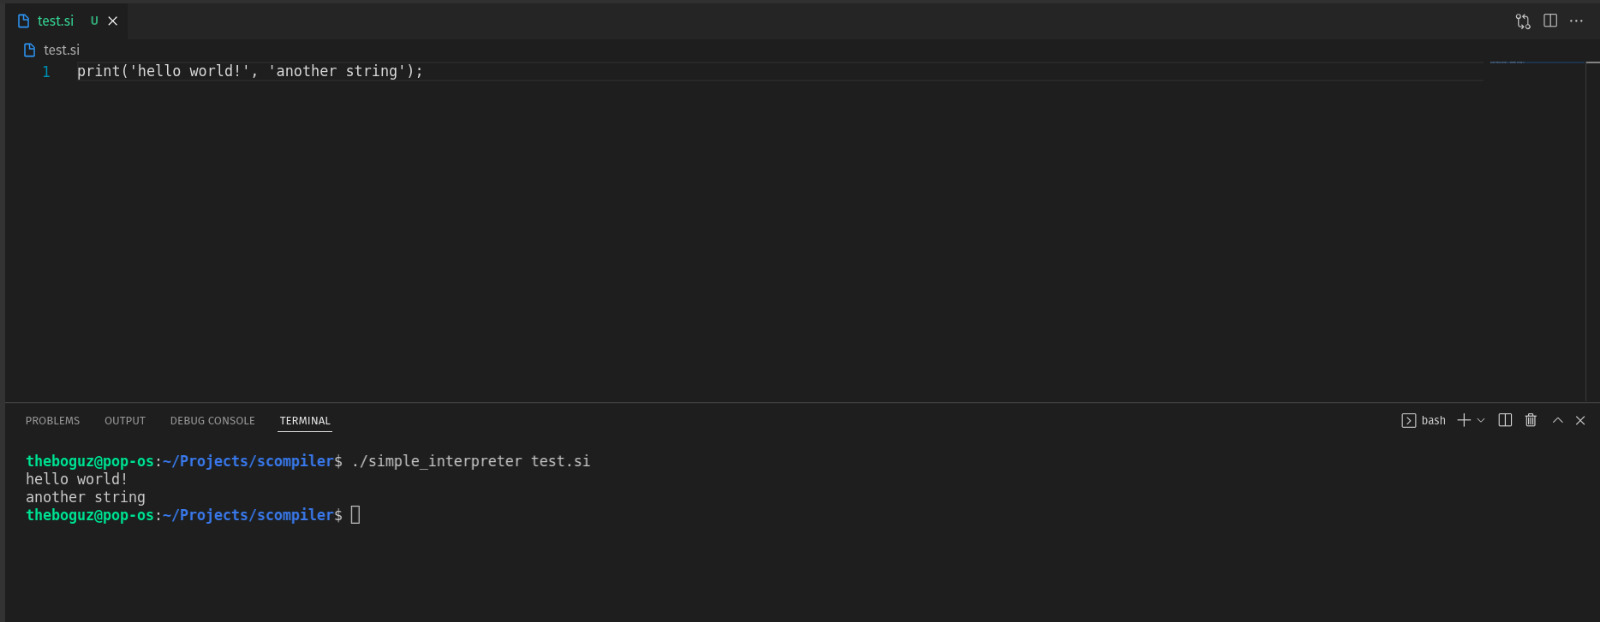 test.si U
test.si
1 print('hello world!', 'another string');
PROBLEMS OUTPUT DEBUG CONSOLE TERMINAL bash
theboguz@pop-os:~/Projects/scompiler$ ./simple_interpreter test.si
hello world!
another string
theboguz@pop-os:~/Projects/scompiler$